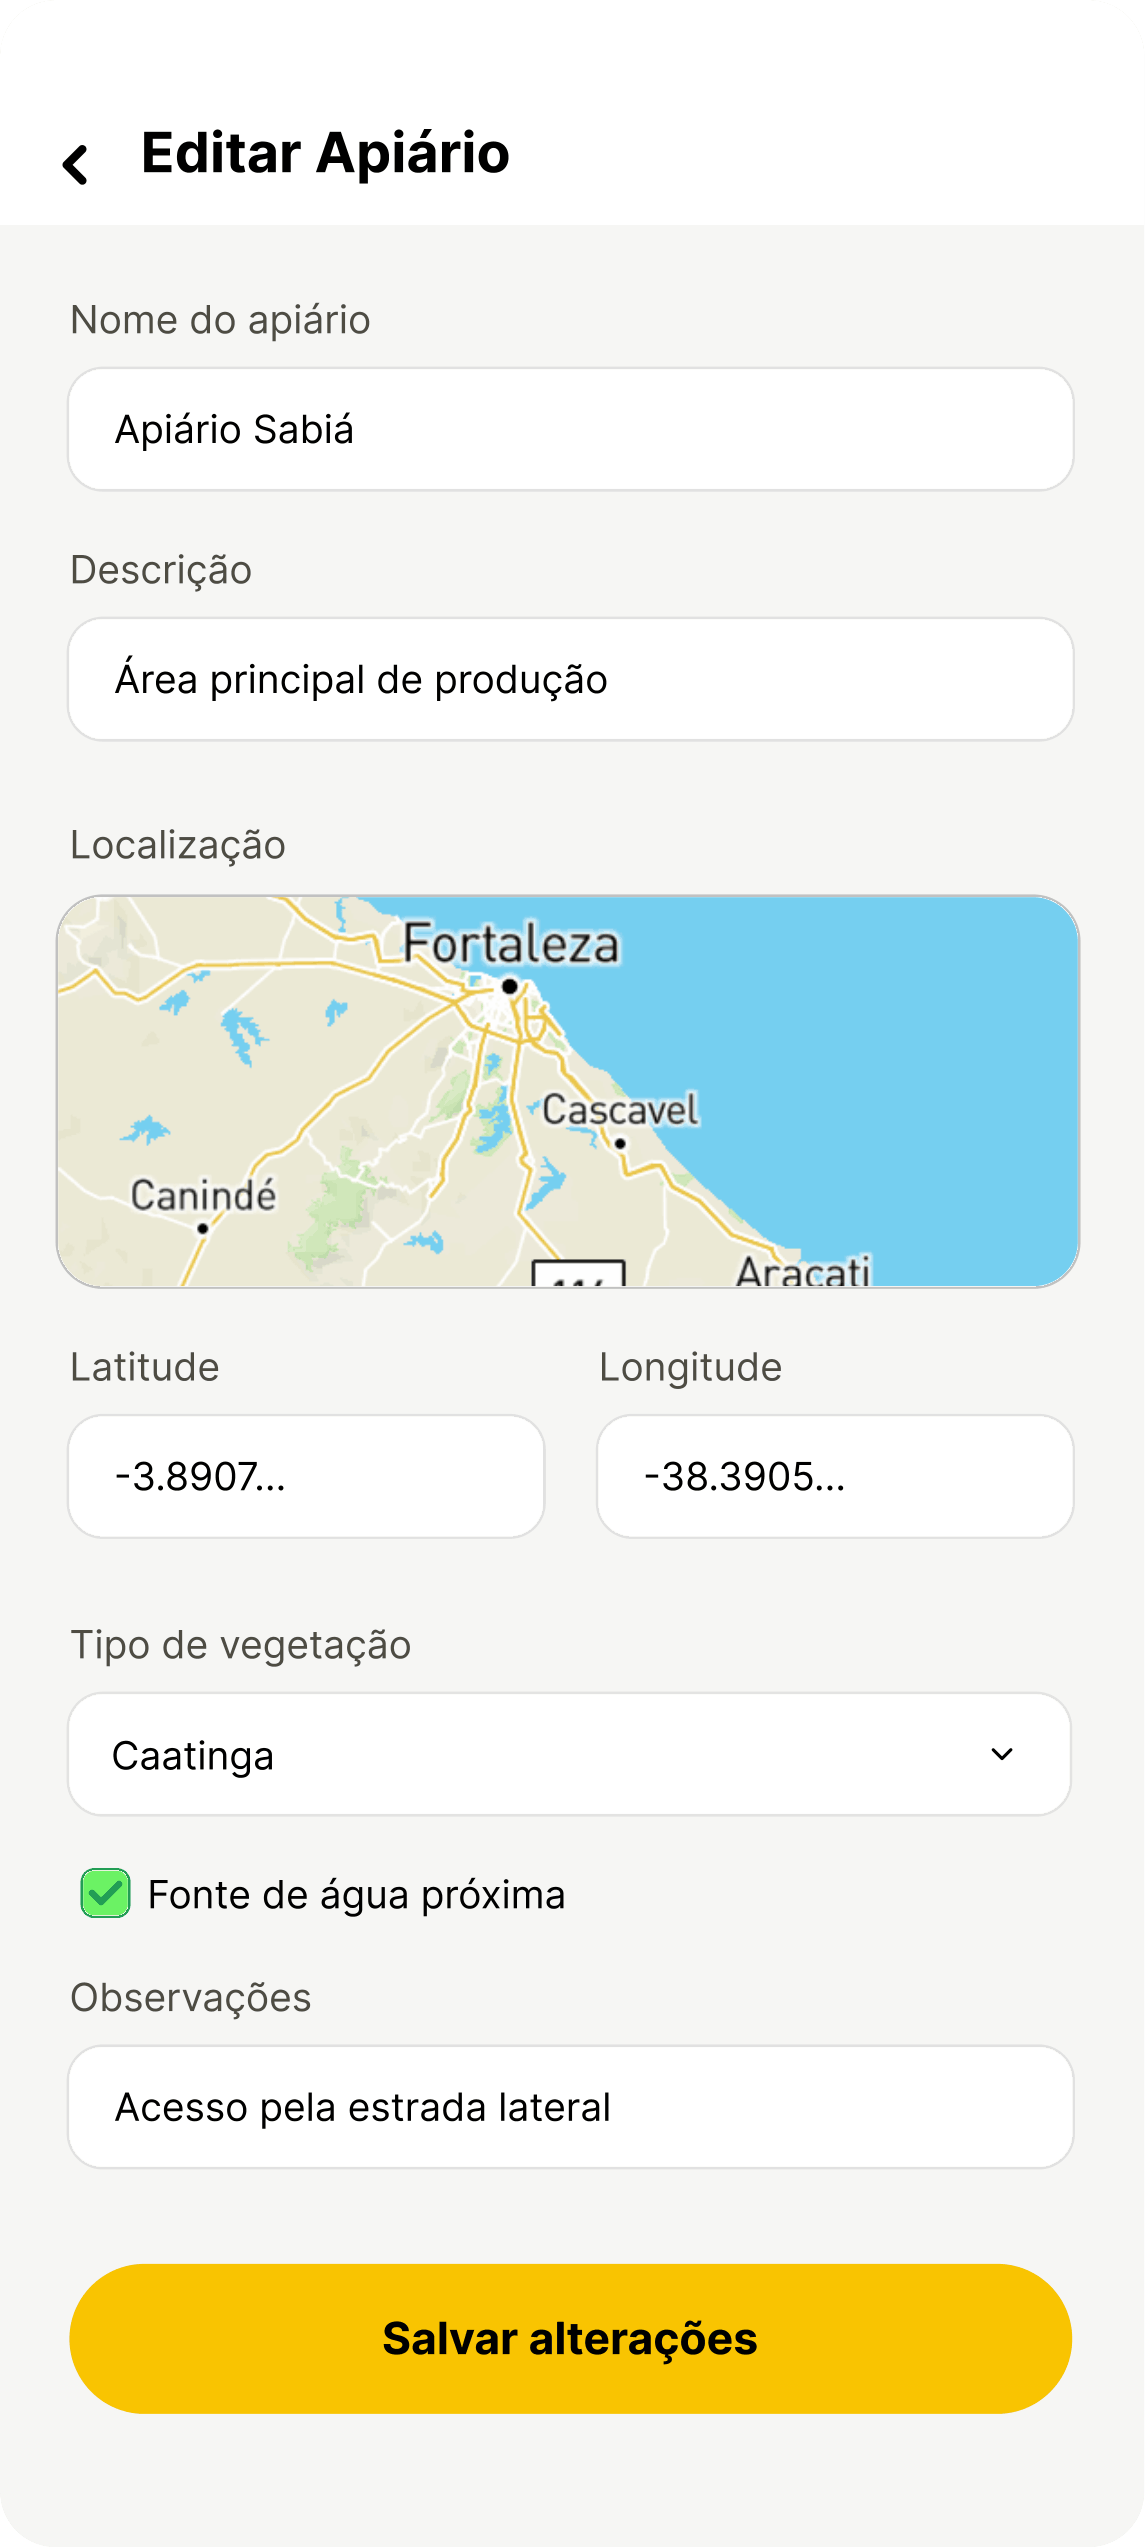 Editar Apiário
Nome do apiário
Apiário Sabiá
Descrição
Área principal de produção
Localização
Fortaleza
Cascavel
Canindé
Aracati
Latitude
Longitude
-3.8907...
-38.3905...
Tipo de vegetação
Caatinga
Fonte de água próxima
Observações
Acesso pela estrada lateral
Salvar alterações